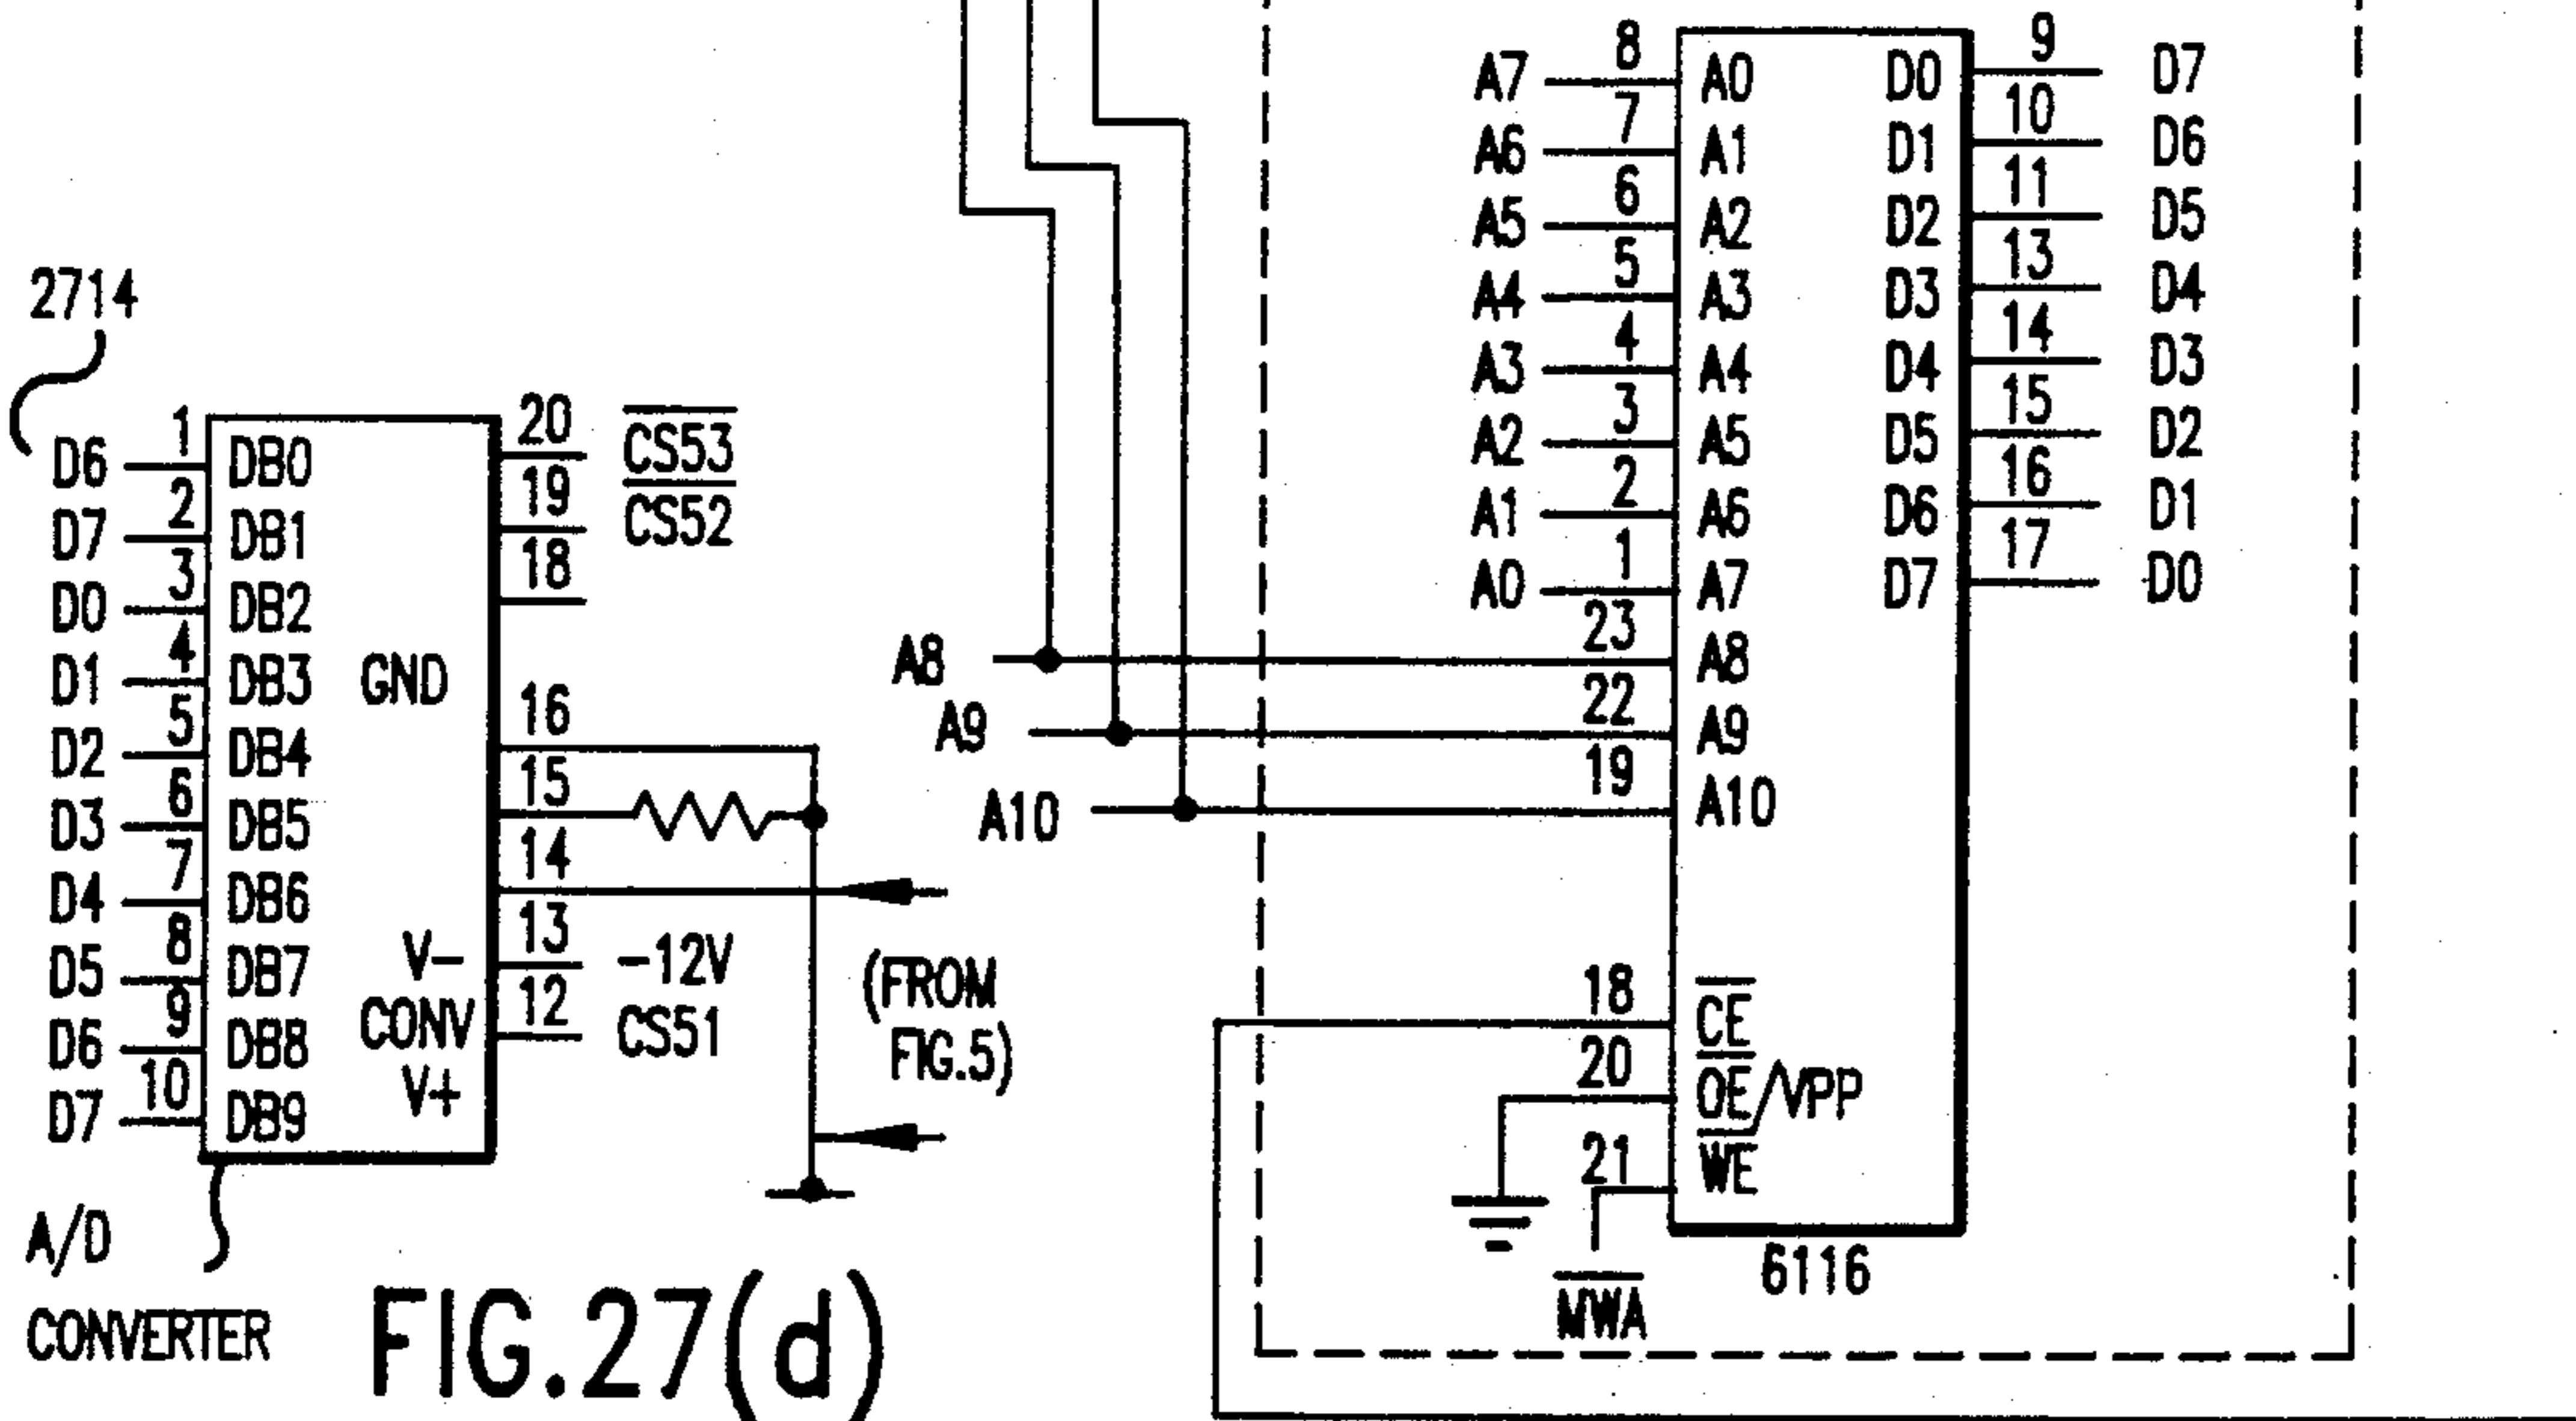 2714
D6 1 DB0 20 CS53
D7 2 DB1 19 CS52
D0 3 DB2 18
D1 4 DB3 GND
D2 5 DB4 16
D3 6 DB5 15
D4 7 DB6 14
D5 8 DB7 V- 13 -12V
D6 9 DB8 CONV 12 CS51
D7 10 DB9 V+
(FROM
FIG.5)
A/D
CONVERTER
FIG.27(d)
A7 8 A0 D0 9 D7
A6 7 A1 D1 10 D6
A5 6 A2 D2 11 D5
A4 5 A3 D3 13 D4
A3 4 A4 D4 14 D3
A2 3 A5 D5 15 D2
A1 2 A6 D6 16 D1
A0 1 A7 D7 17 D0
A8 23 A8
A9 22 A9
A10 19 A10
18 CE
20 OE/VPP
21 WE
MWA
6116